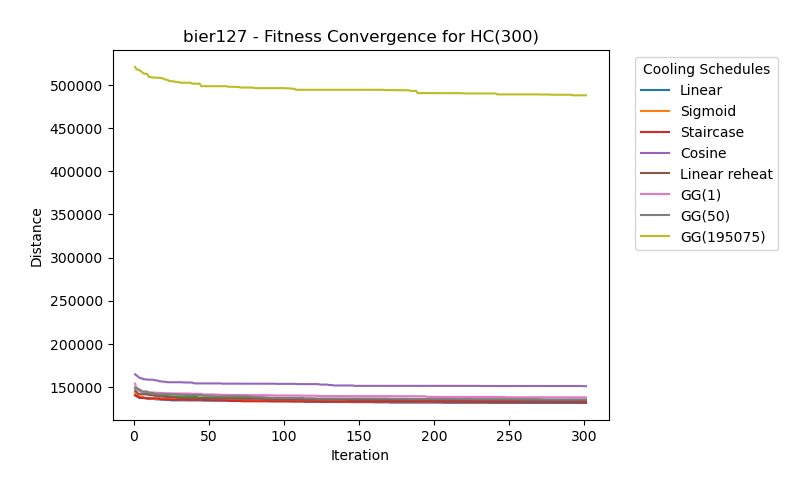 bier127 - Fitness Convergence for HC(300)
Distance
500000
450000
400000
350000
300000
250000
200000
150000
0
50
100
150
200
250
300
Iteration
Cooling Schedules
Linear
Sigmoid
Staircase
Cosine
Linear reheat
GG(1)
GG(50)
GG(195075)